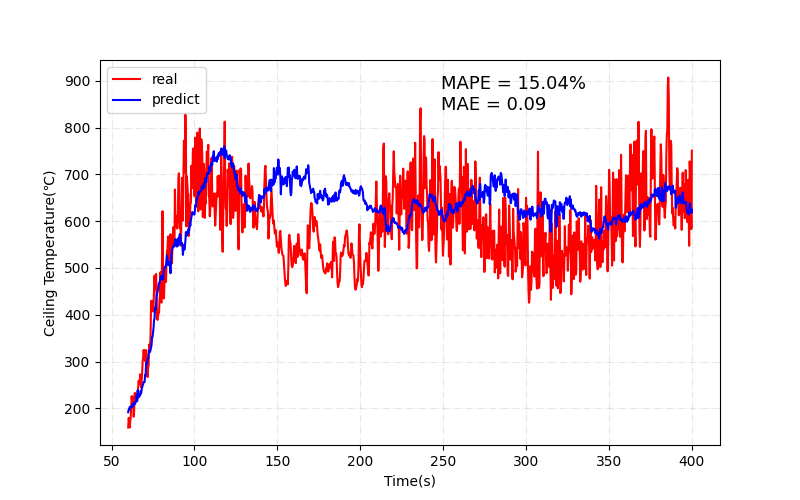 real
predict
MAPE = 15.04%
MAE = 0.09
Ceiling Temperature(℃)
900
800
700
600
500
400
300
200
50 100 150 200 250 300 350 400
Time(s)